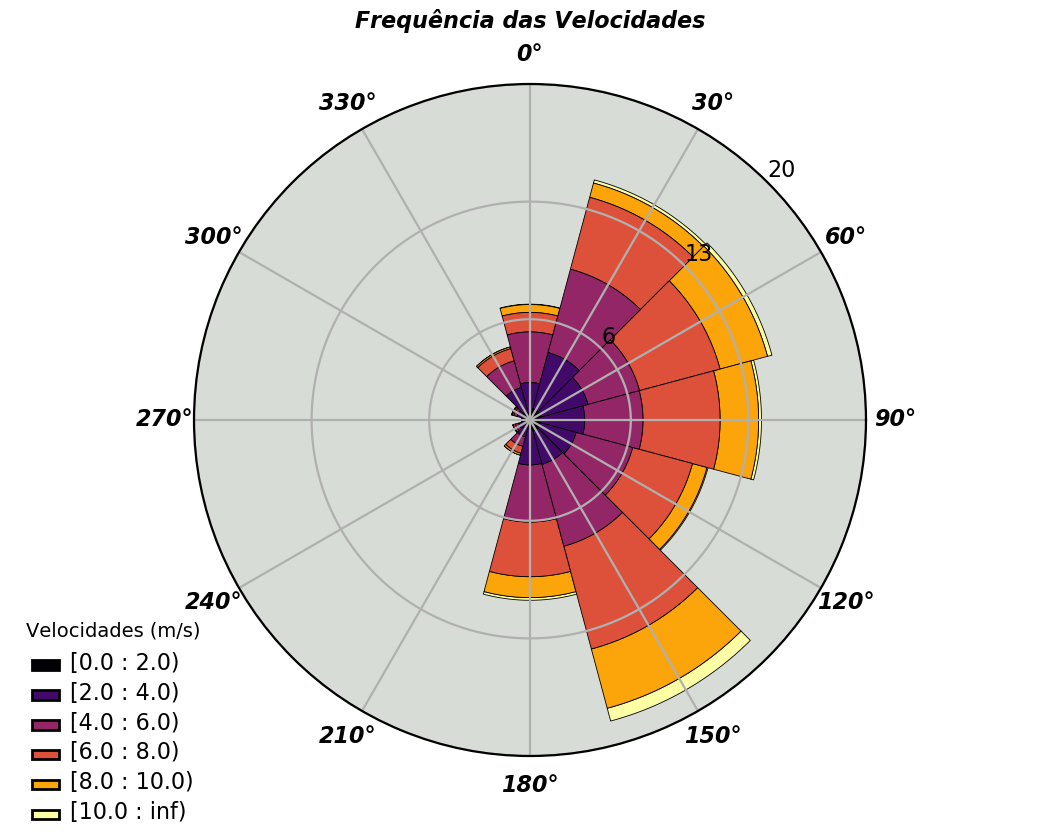 Frequência das Velocidades
0°
330°
30°
20
300°
60°
13
6
270°
90°
240°
120°
Velocidades (m/s)
[0.0 : 2.0)
[2.0 : 4.0)
[4.0 : 6.0)
[6.0 : 8.0)
[8.0 : 10.0)
[10.0 : inf)
210°
150°
180°